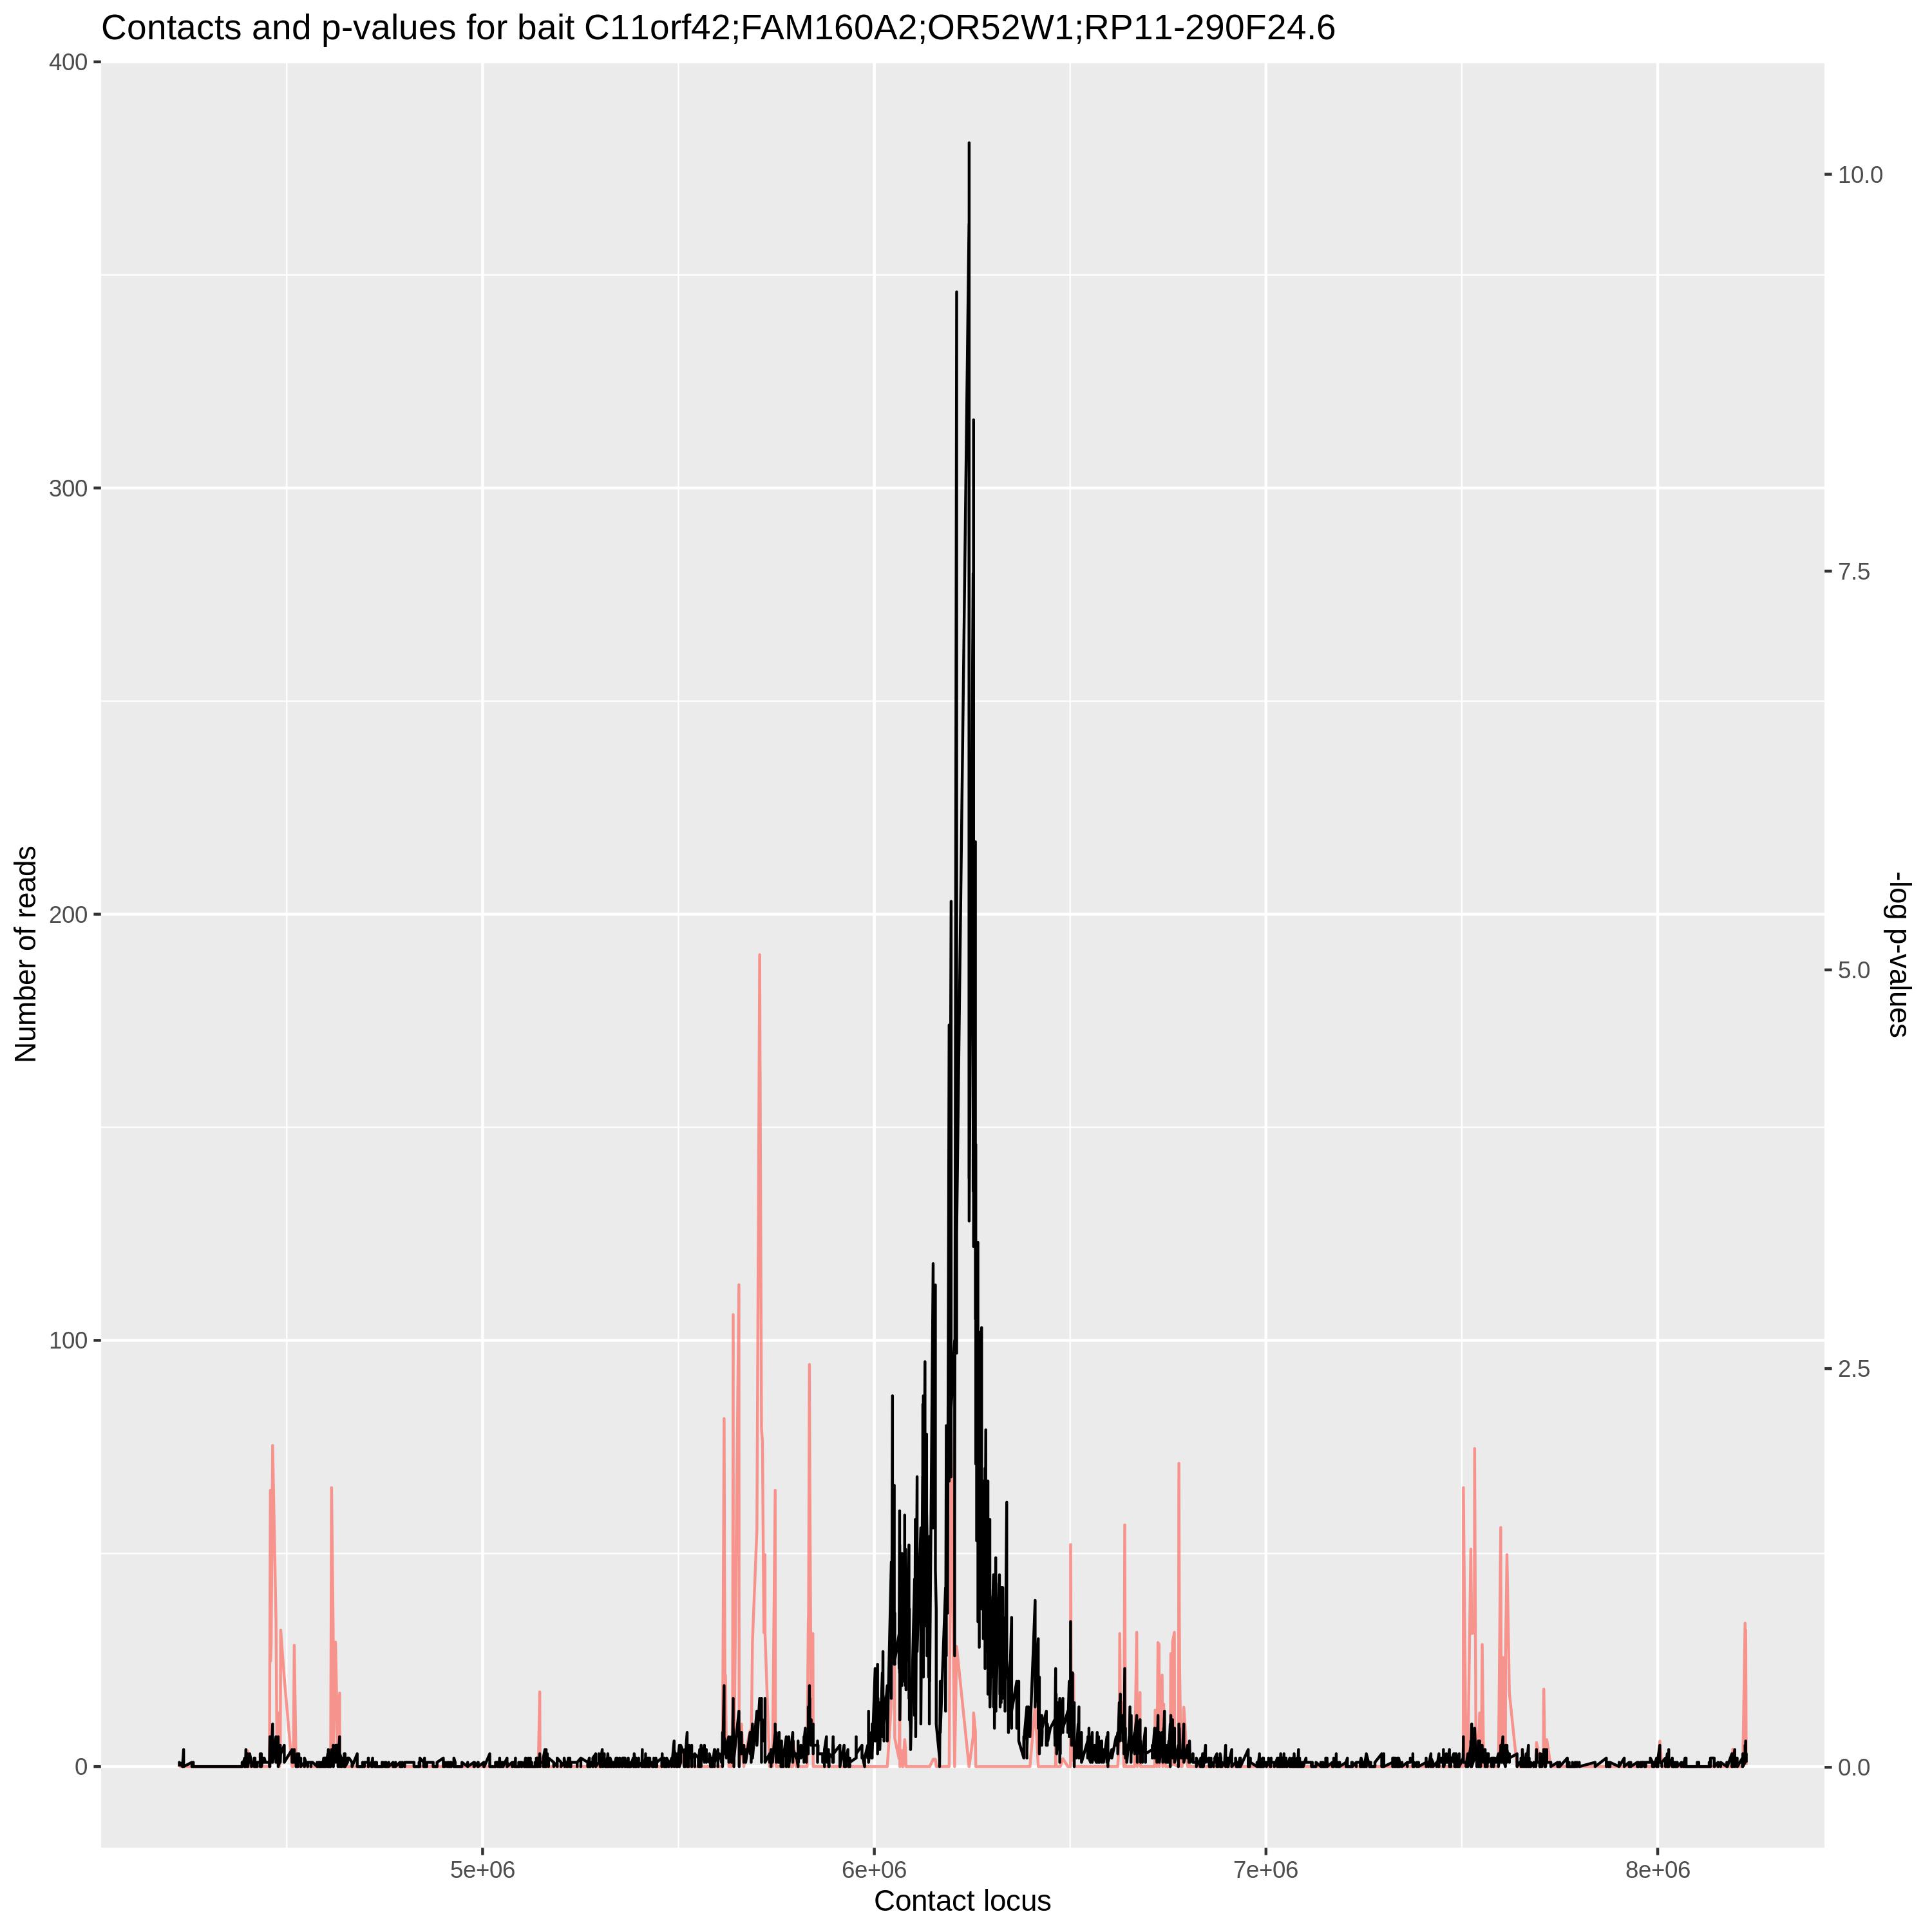 Contacts and p-values for bait C11orf42;FAM160A2;OR52W1;RP11-290F24.6
400
300
200
100
0
Number of reads
10.0
7.5
5.0
2.5
0.0
-log p-values
5e+06
6e+06
7e+06
8e+06
Contact locus